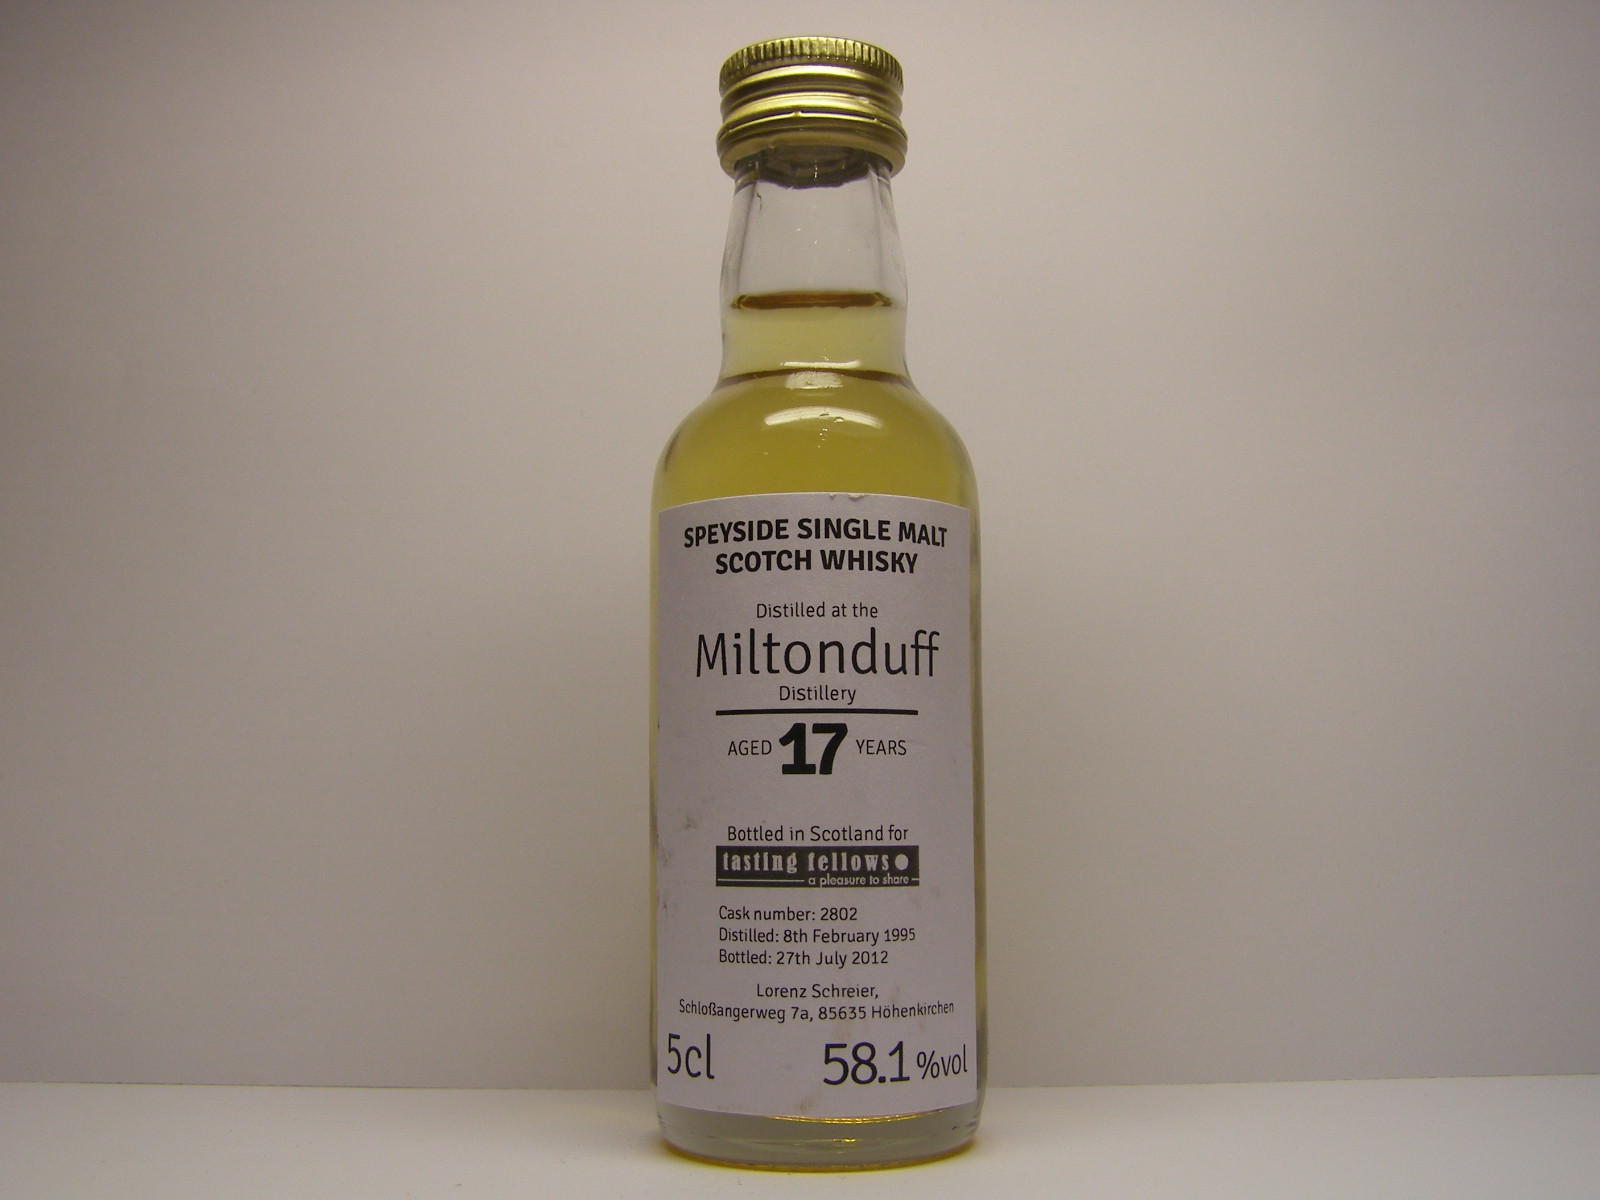 SPEYSIDE SINGLE MALT
SCOTCH WHISKY
Distilled at the
Miltonduff
Distillery
AGED 17 YEARS
Bottled in Scotland for
tasting fellows
a pleasure to share
Cask number: 2802
Distilled: 8th February 1995
Bottled: 27th July 2012
Lorenz Schreier,
Schloßangerweg 7a, 85635 Höhenkirchen
5cl 58.1 %vol